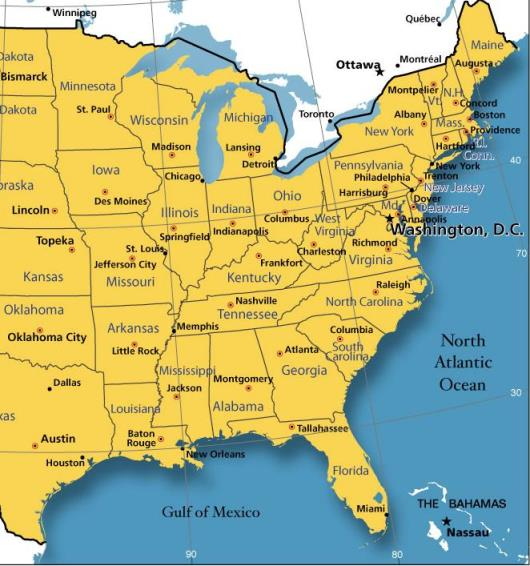 Winnipeg
Québec
Maine
Dakota
Ottawa
Montréal
Augusta
Bismarck
Minnesota
Montpelier
Vt.
N.H.
Concord
Dakota
St. Paul
Wisconsin
Michigan
Toronto
Albany
Mass.
Boston
Providence
New York
Hartford
R.I.
Conn.
Madison
Lansing
Detroit
40
Pennsylvania
New York
Iowa
Chicago
Philadelphia
Trenton
Harrisburg
New Jersey
raska
Des Moines
Ohio
Dover
Delaware
Lincoln
Illinois
Indiana
Columbus
West
Virginia
Md.
Annapolis
Springfield
Indianapolis
Washington, D.C.
Topeka
St. Louis
Richmond
Jefferson City
Frankfort
Charleston
Virginia
70
Kansas
Missouri
Kentucky
Raleigh
Nashville
North Carolina
Oklahoma
Tennessee
Arkansas
Memphis
Columbia
Oklahoma City
Little Rock
Atlanta
South
Carolina
North
Atlantic
Ocean
Mississippi
Georgia
Dallas
Jackson
Montgomery
30
Louisiana
Alabama
xas
Austin
Baton
Rouge
Tallahassee
Houston
New Orleans
Florida
Gulf of Mexico
Miami
THE BAHAMAS
Nassau
90
80